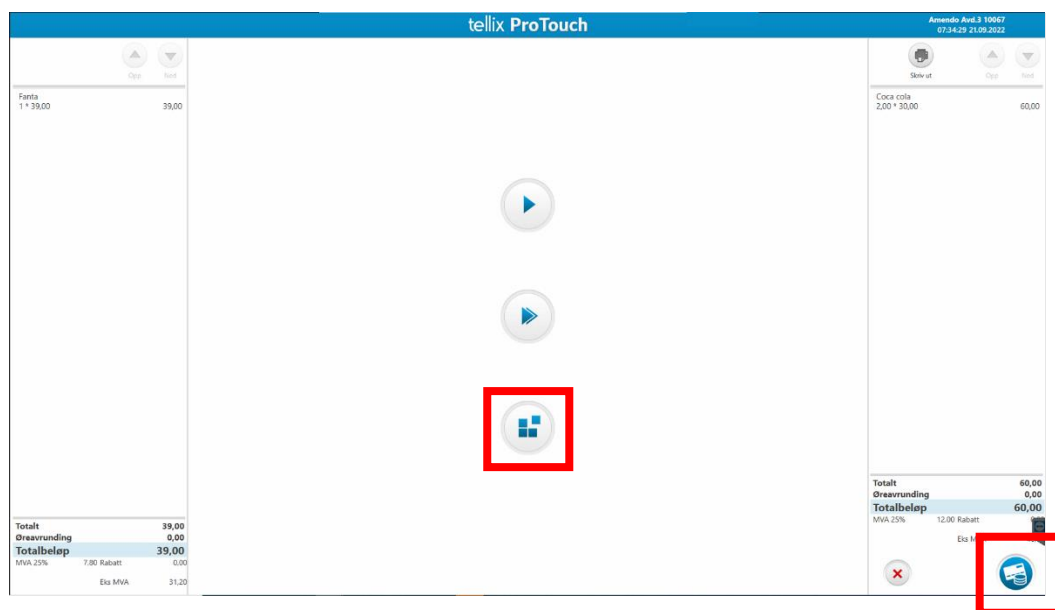 tellix ProTouch
Amendo Avd.3 10067
07:34:29 21.09.2022
Opp Ned
Fanta
1 * 39,00 39,00
Totalt 39,00
Øreavrunding 0,00
Totalbeløp 39,00
MVA 25% 7,80 Rabatt 0,00
Eks MVA 31,20
Skriv ut Opp Ned
Coca cola
2,00 * 30,00 60,00
Totalt 60,00
Øreavrunding 0,00
Totalbeløp 60,00
MVA 25% 12,00 Rabatt
Eks